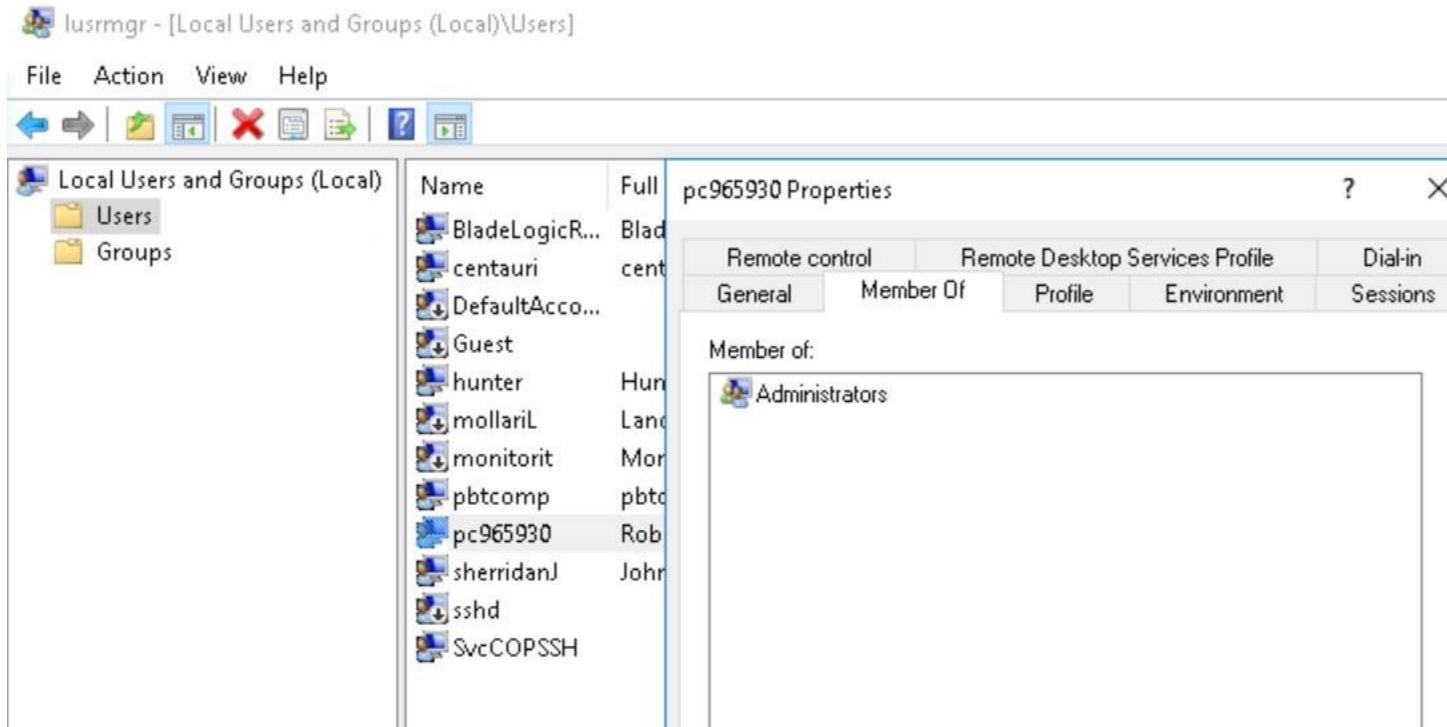 lusrmgr - [Local Users and Groups (Local)\Users]
File Action View Help
Local Users and Groups (Local)
Users
Groups
Name Full
BladeLogicR... Blad
centauri cent
DefaultAcco...
Guest
hunter Hun
mollariL Land
monitorit Mor
pbtcomp pbtc
pc965930 Rob
sherridanJ Johr
sshd
SvcCOPSSH
pc965930 Properties ?
Remote control Remote Desktop Services Profile Dial-in
General Member Of Profile Environment Sessions
Member of:
Administrators